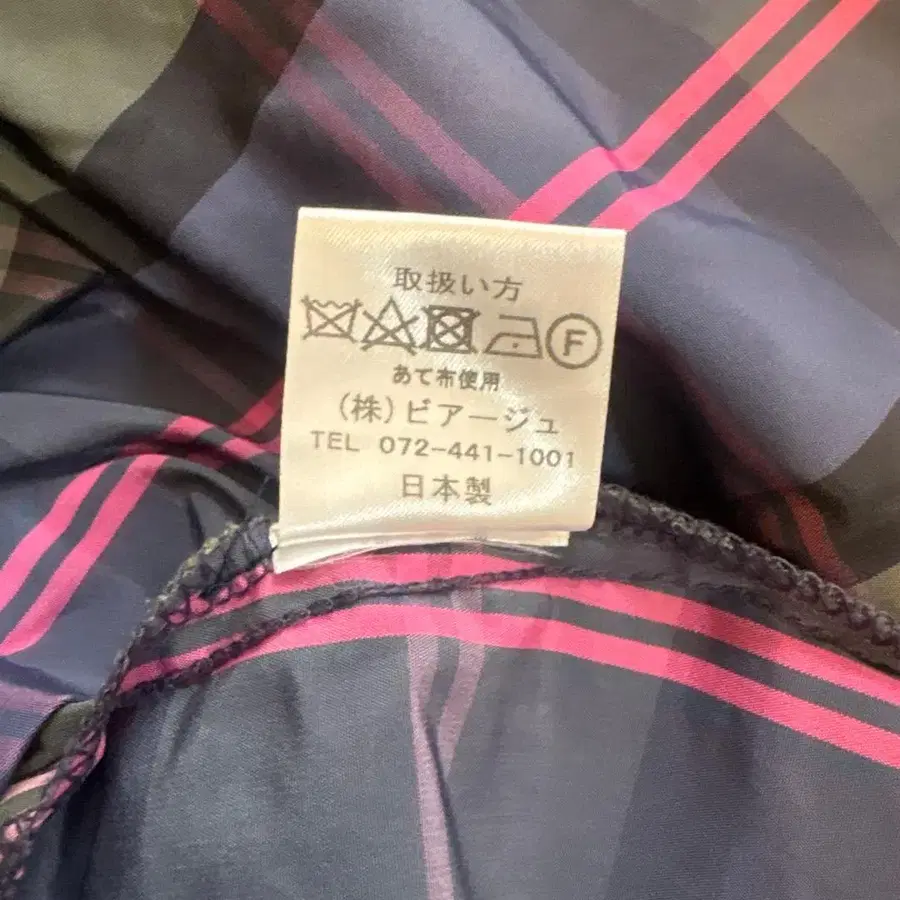 取扱い方
F
あて布使用
(株)ビアージュ
TEL 072-441-1001
日本製